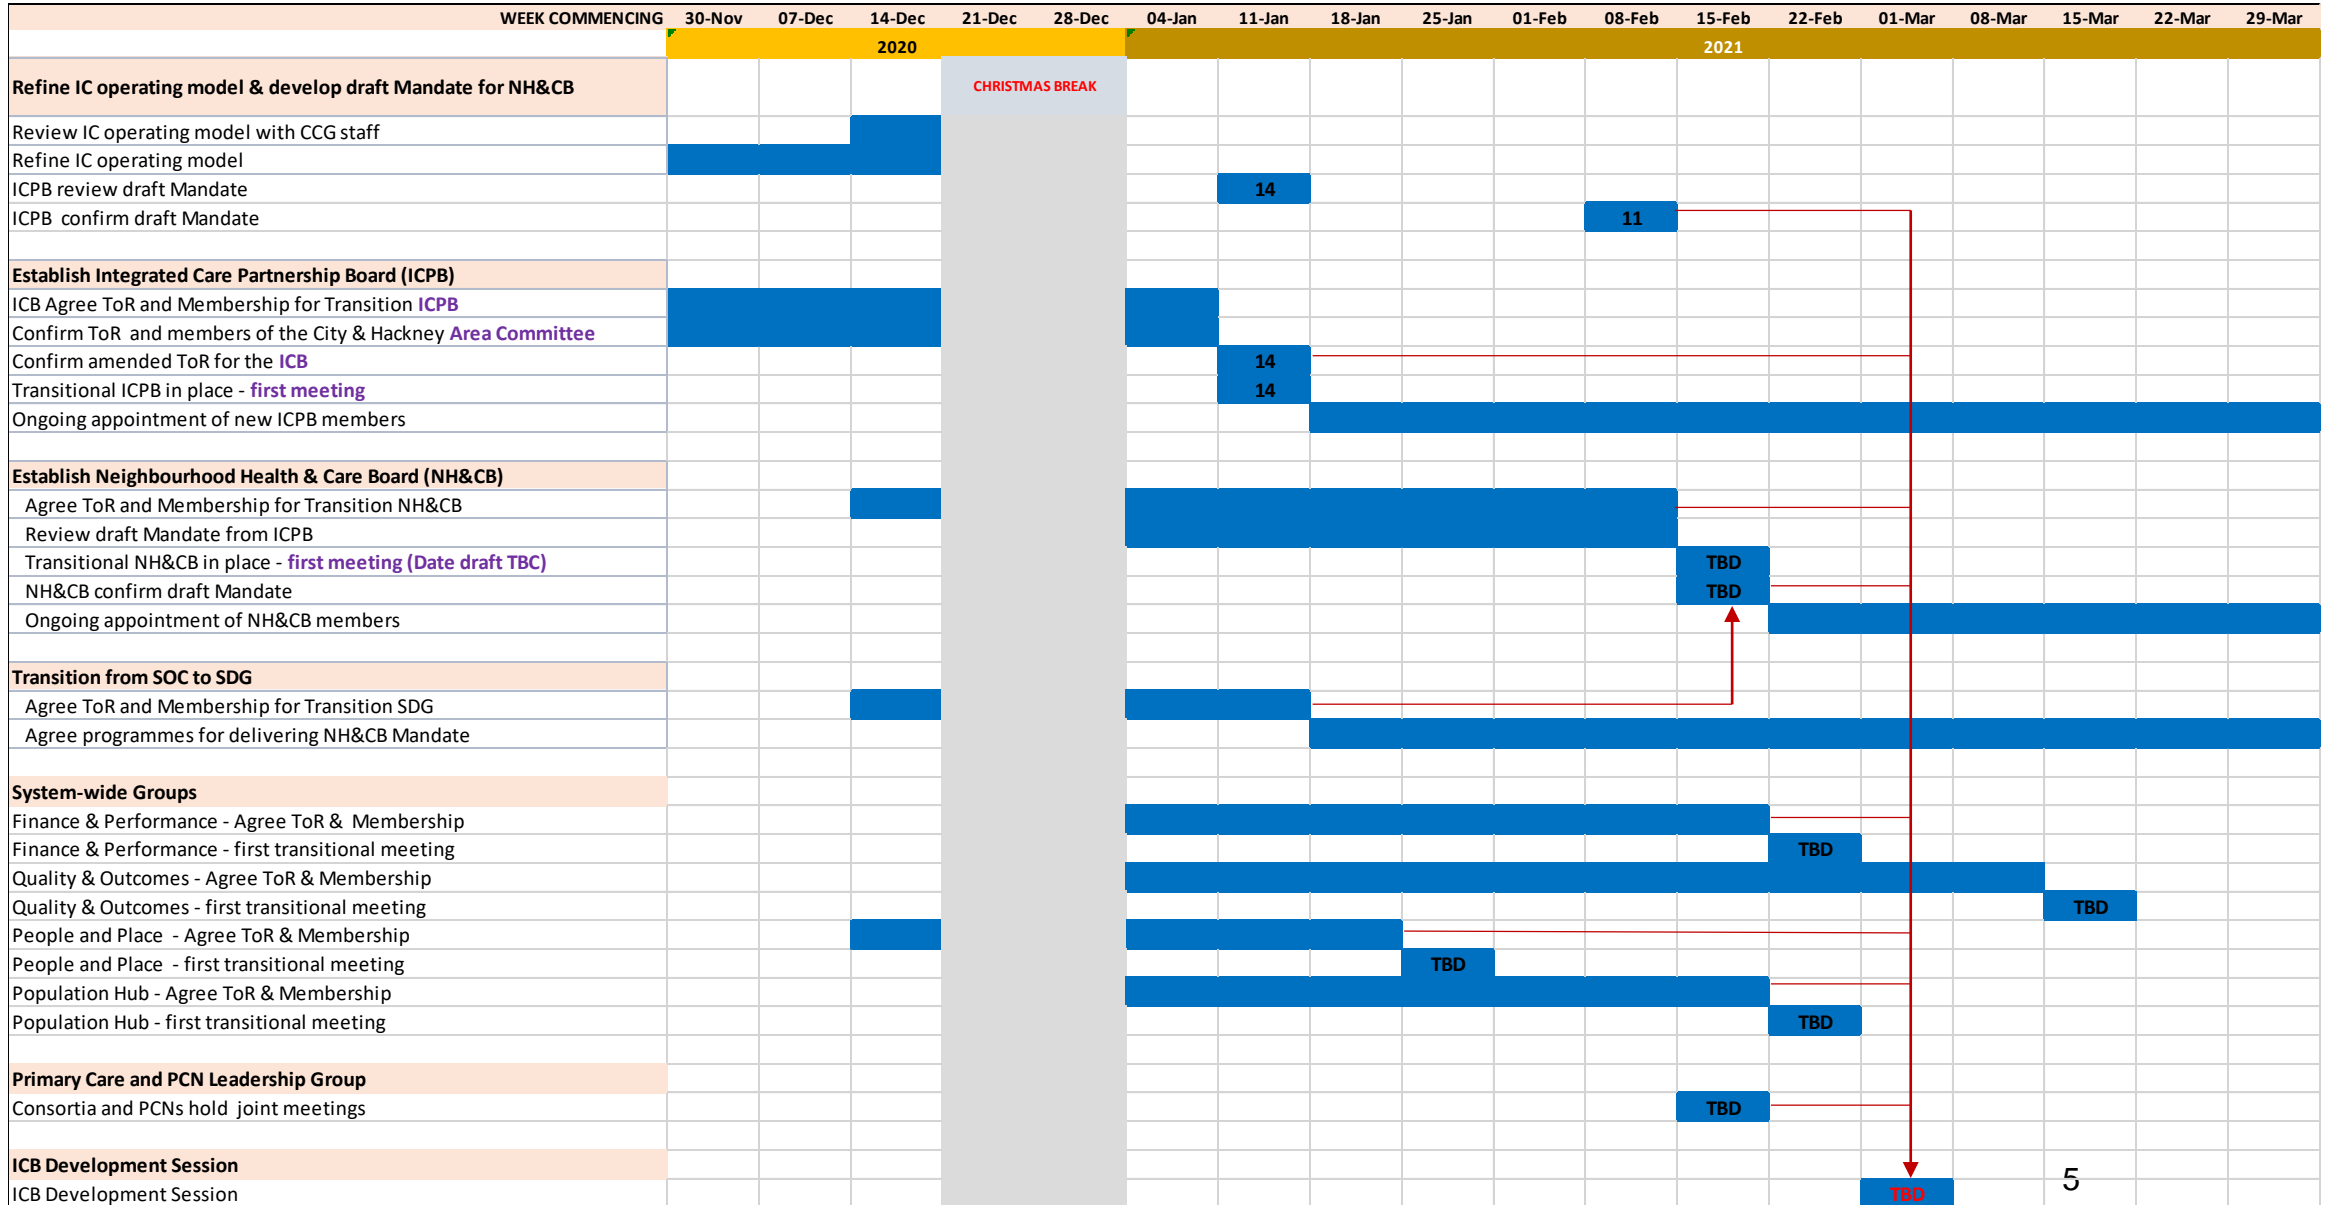 WEEK COMMENCING 30-Nov 07-Dec 14-Dec 21-Dec 28-Dec 04-Jan 11-Jan 18-Jan 25-Jan 01-Feb 08-Feb 15-Feb 22-Feb 01-Mar 08-Mar 15-Mar 22-Mar 29-Mar
2020 2021
Refine IC operating model & develop draft Mandate for NH&CB CHRISTMAS BREAK
Review IC operating model with CCG staff
Refine IC operating model
ICPB review draft Mandate 14
ICPB confirm draft Mandate 11
Establish Integrated Care Partnership Board (ICPB)
ICB Agree ToR and Membership for Transition ICPB
Confirm ToR and members of the City & Hackney Area Committee
Confirm amended ToR for the ICB 14
Transitional ICPB in place - first meeting 14
Ongoing appointment of new ICPB members
Establish Neighbourhood Health & Care Board (NH&CB)
Agree ToR and Membership for Transition NH&CB
Review draft Mandate from ICPB
Transitional NH&CB in place - first meeting (Date draft TBC) TBD
NH&CB confirm draft Mandate TBD
Ongoing appointment of NH&CB members
Transition from SOC to SDG
Agree ToR and Membership for Transition SDG
Agree programmes for delivering NH&CB Mandate
System-wide Groups
Finance & Performance - Agree ToR & Membership
Finance & Performance - first transitional meeting TBD
Quality & Outcomes - Agree ToR & Membership
Quality & Outcomes - first transitional meeting TBD
People and Place - Agree ToR & Membership
People and Place - first transitional meeting TBD
Population Hub - Agree ToR & Membership
Population Hub - first transitional meeting TBD
Primary Care and PCN Leadership Group
Consortia and PCNs hold joint meetings TBD
ICB Development Session
ICB Development Session TBD
5